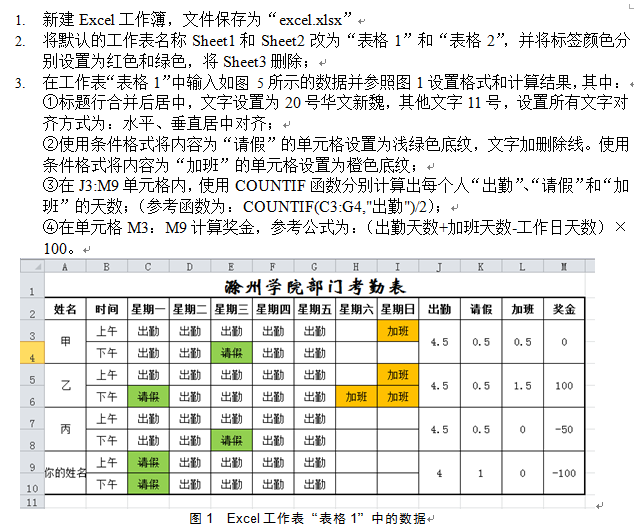 1. 新建 Excel 工作簿，文件保存为“excel.xlsx”
2. 将默认的工作表名称 Sheet1 和 Sheet2 改为“表格 1”和“表格 2”，并将标签颜色分
别设置为红色和绿色，将 Sheet3 删除；
3. 在工作表“表格 1”中输入如图 5 所示的数据并参照图 1 设置格式和计算结果，其中：
①标题行合并后居中，文字设置为 20 号华文新魏，其他文字 11 号，设置所有文字对
齐方式为：水平、垂直居中对齐；
②使用条件格式将内容为“请假”的单元格设置为浅绿色底纹，文字加删除线。使用
条件格式将内容为“加班”的单元格设置为橙色底纹；
③在 J3:M9 单元格内，使用 COUNTIF 函数分别计算出每个人“出勤”、“请假”和“加
班”的天数；（参考函数为：COUNTIF(C3:G4,"出勤")/2)；
④在单元格 M3：M9 计算奖金，参考公式为：（出勤天数+加班天数-工作日天数）×
100。
A B C D E F G H I J K L M
1 滁州学院部门考勤表
2 姓名 时间 星期一 星期二 星期三 星期四 星期五 星期六 星期日 出勤 请假 加班 奖金
3 甲 上午 出勤 出勤 出勤 出勤 出勤 加班 4.5 0.5 0.5 0
4 下午 出勤 出勤 请假 出勤 出勤
5 乙 上午 出勤 出勤 出勤 出勤 出勤 加班 4.5 0.5 1.5 100
6 下午 请假 出勤 出勤 出勤 出勤 加班 加班
7 丙 上午 出勤 出勤 出勤 出勤 出勤 4.5 0.5 0 -50
8 下午 出勤 出勤 请假 出勤 出勤
9 你的姓名 上午 请假 出勤 出勤 出勤 出勤 4 1 0 -100
10 下午 请假 出勤 出勤 出勤 出勤
11
图 1 Excel 工作表“表格 1”中的数据